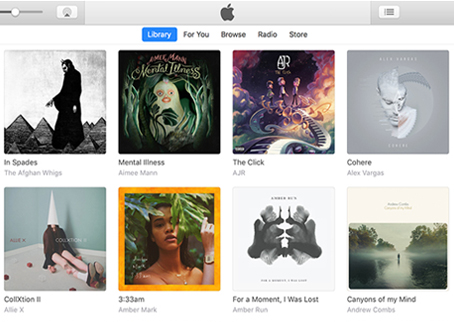 Library For You Browse Radio Store
AIMEE MANN
Mental Illness
AJR
THE CLICK
ALEX VARGAS
COHERE
In Spades
The Afghan Whigs
Mental Illness
Aimee Mann
The Click
AJR
Cohere
Alex Vargas
ALLIE X
COLLXTION II
AMBER RUN
FOR A MOMENT, I WAS LOST
Andrew Combs
Canyons of my Mind
CollXtion II
Allie X
3:33am
Amber Mark
For a Moment, I Was Lost
Amber Run
Canyons of my Mind
Andrew Combs